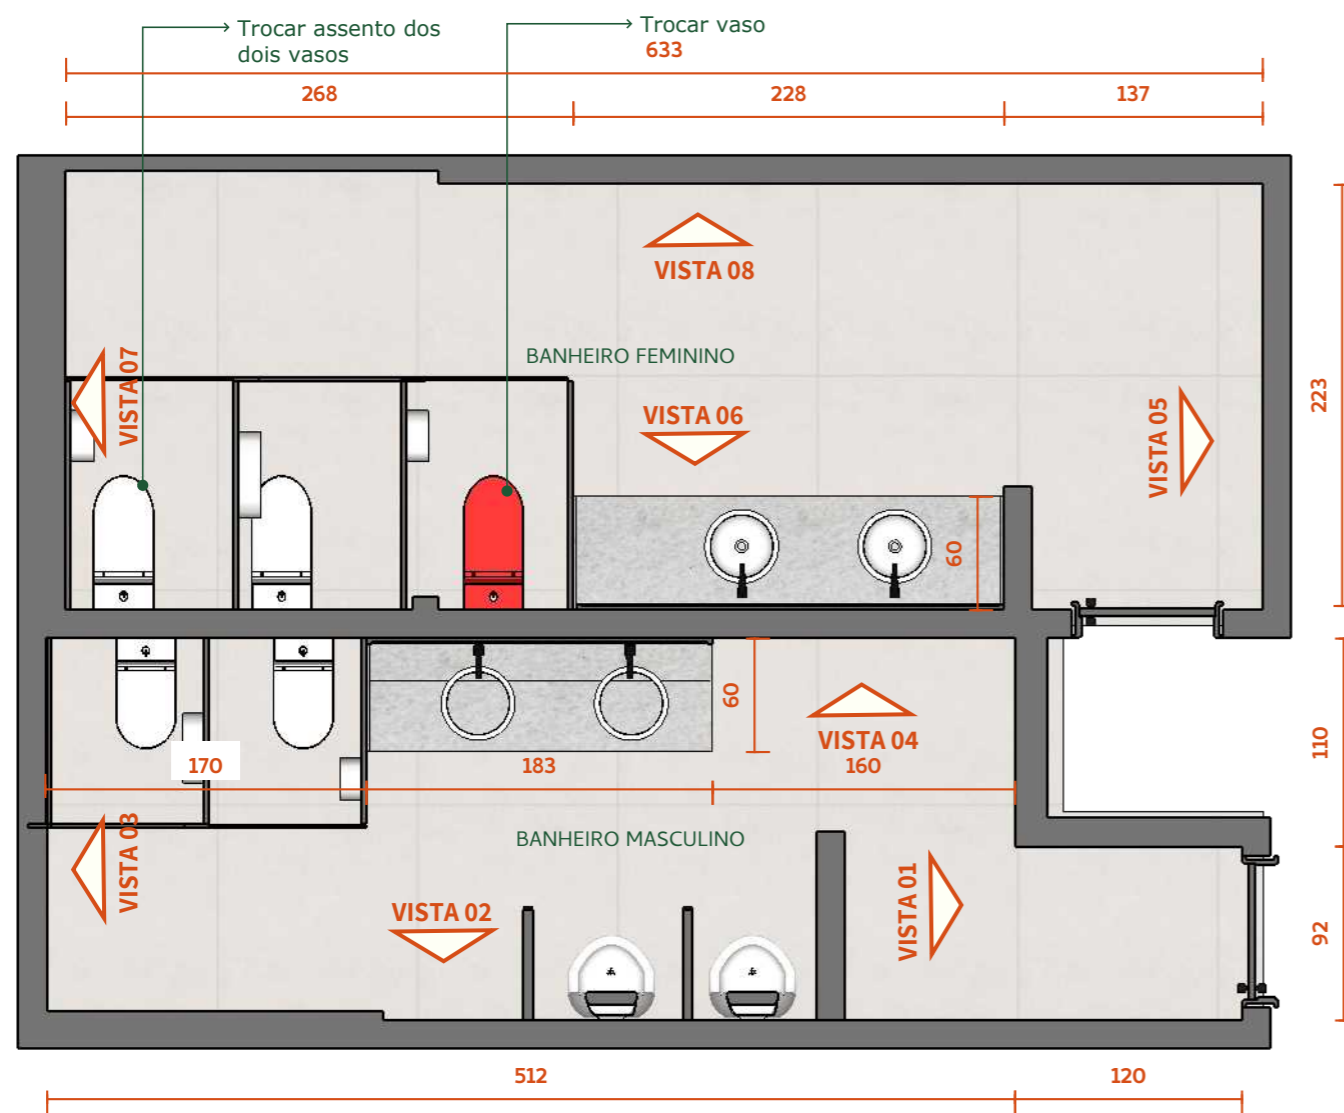 Trocar assento dos
dois vasos
Trocar vaso
633
268
228
137
VISTA 08
BANHEIRO FEMININO
VISTA 07
VISTA 06
VISTA 05
223
60
60
VISTA 04
170
183
160
110
BANHEIRO MASCULINO
VISTA 03
VISTA 02
VISTA 01
92
512
120